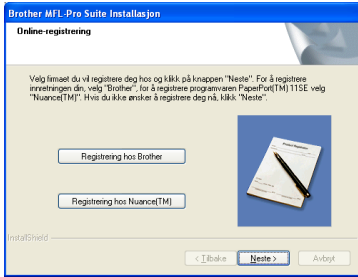 Brother MFL-Pro Suite Installasjon
Online-registrering
Velg firmaet du vil registrere deg hos og klikk på knappen "Neste". For å registrere
innretningen din, velg "Brother", for å registrere programvaren PaperPort(TM) 11SE velg
"Nuance(TM)". Hvis du ikke ønsker å registrere deg nå, klikk "Neste".
Registrering hos Brother
Registrering hos Nuance(TM)
InstallShield
< Tilbake
Neste >
Avbryt